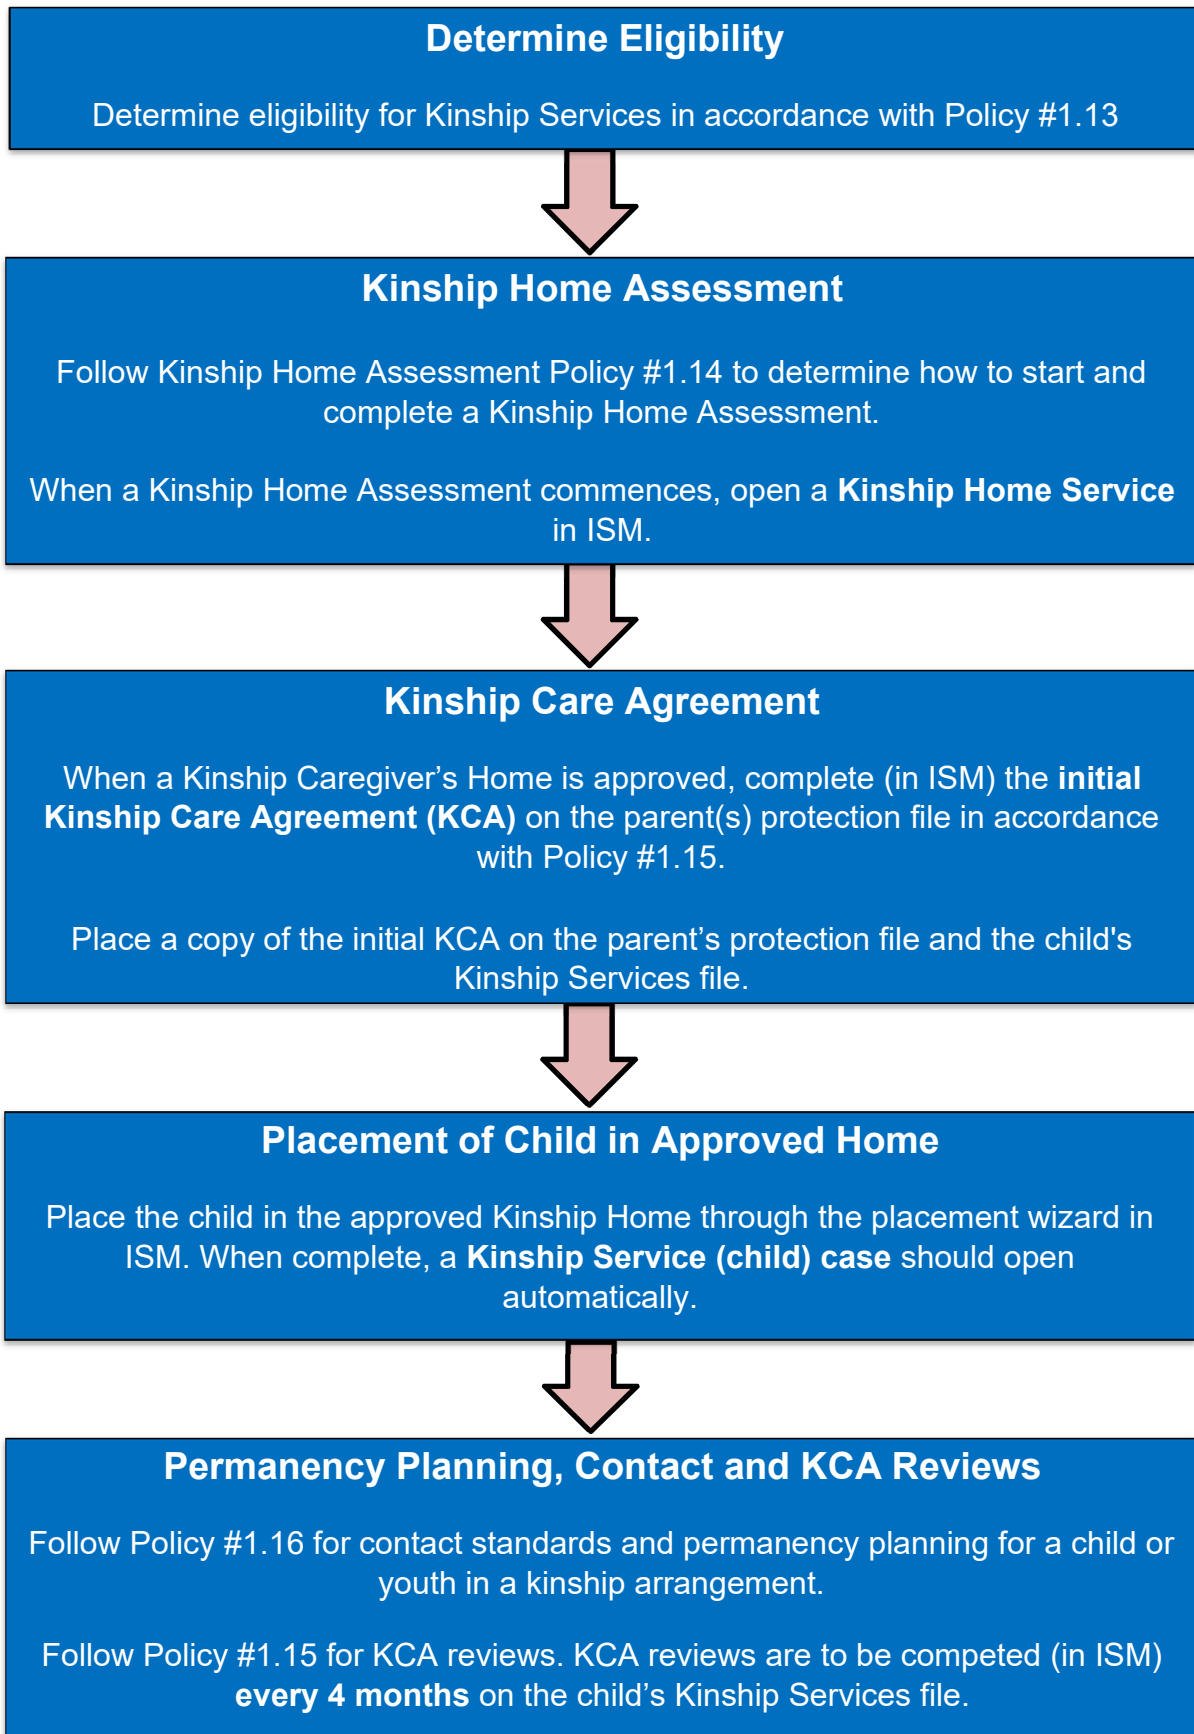 Determine Eligibility
Determine eligibility for Kinship Services in accordance with Policy #1.13
Kinship Home Assessment
Follow Kinship Home Assessment Policy #1.14 to determine how to start and
complete a Kinship Home Assessment.
When a Kinship Home Assessment commences, open a Kinship Home Service
in ISM.
Kinship Care Agreement
When a Kinship Caregiver’s Home is approved, complete (in ISM) the initial
Kinship Care Agreement (KCA) on the parent(s) protection file in accordance
with Policy #1.15.
Place a copy of the initial KCA on the parent’s protection file and the child's
Kinship Services file.
Placement of Child in Approved Home
Place the child in the approved Kinship Home through the placement wizard in
ISM. When complete, a Kinship Service (child) case should open
automatically.
Permanency Planning, Contact and KCA Reviews
Follow Policy #1.16 for contact standards and permanency planning for a child or
youth in a kinship arrangement.
Follow Policy #1.15 for KCA reviews. KCA reviews are to be competed (in ISM)
every 4 months on the child’s Kinship Services file.